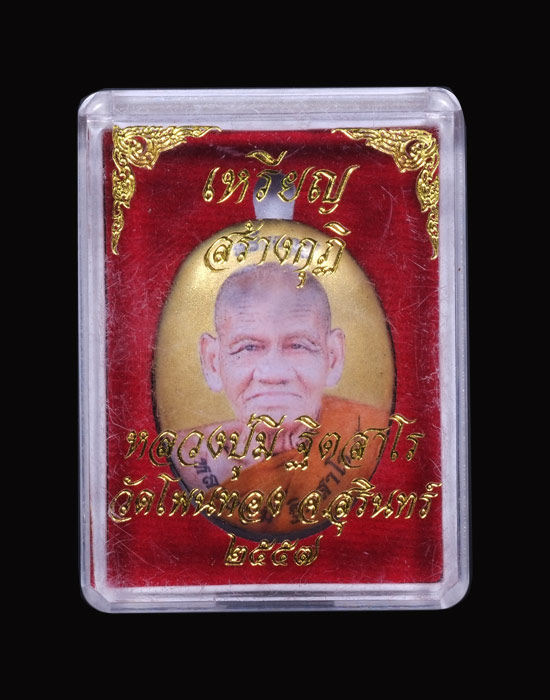 เหรียญ
สร้างกุฏิ
หลวงปู่มี ฐิตสาโร
วัดโพนทอง จ.สุรินทร์
๒๕๕๗